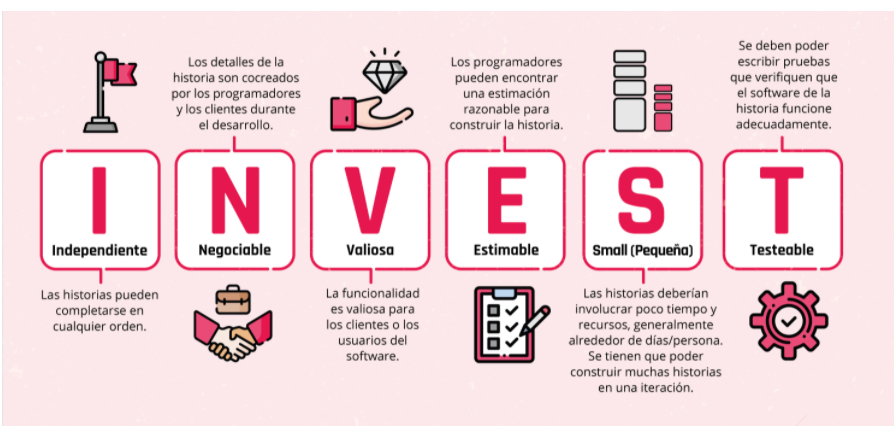 Los detalles de la
historia son cocreados
por los programadores
y los clientes durante
el desarrollo.
Los programadores
pueden encontrar
una estimación
razonable para
construir la historia.
Se deben poder
escribir pruebas
que verifiquen que
el software de la
historia funcione
adecuadamente.
I
Independiente
N
Negociable
V
Valiosa
E
Estimable
S
Small (Pequeña)
T
Testeable
Las historias pueden
completarse en
cualquier orden.
La funcionalidad
es valiosa para
los clientes o los
usuarios del
software.
Las historias deberían
involucrar poco tiempo y
recursos, generalmente
alrededor de días/persona.
Se tienen que poder
construir muchas historias
en una iteración.